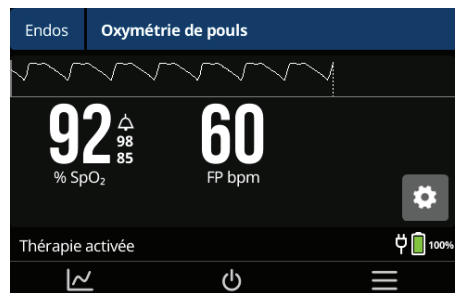 Endos Oxymétrie de pouls
92 98 60
85
% SpO₂ FP bpm
Thérapie activée 100%